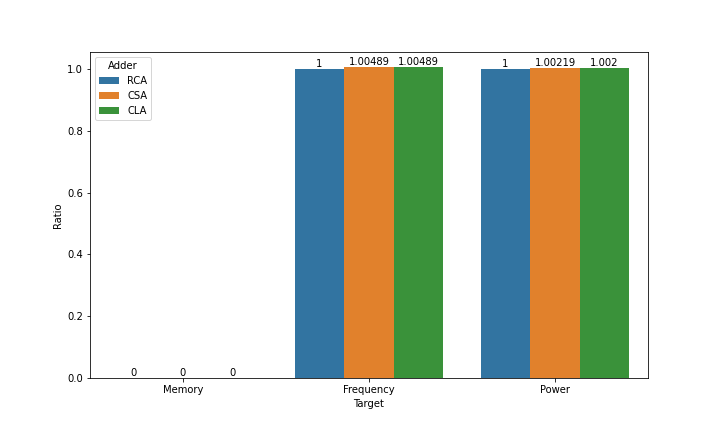 1 1.00489 1.00489 1 1.00219 1.002
Adder
RCA
CSA
CLA
1.0
0.8
0.6
0.4
0.2
0.0
Ratio
0 0 0
Memory Frequency Power
Target